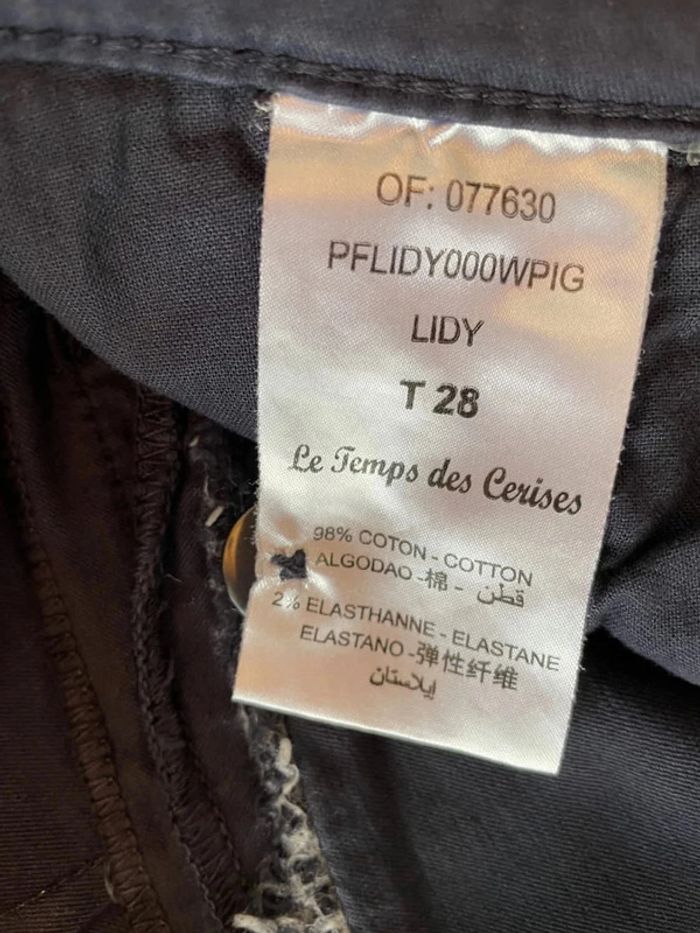 OF: 077630
PFLIDY000WPIG
LIDY
T 28
Le Temps des Cerises
98% COTON - COTTON
ALGODAO -棉 - قطن
2% ELASTHANNE - ELASTANE
ELASTANO -弹性纤维
إيلاستان